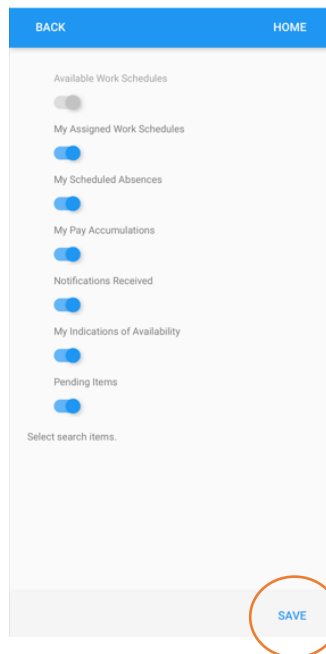 BACK HOME
Available Work Schedules
My Assigned Work Schedules
My Scheduled Absences
My Pay Accumulations
Notifications Received
My Indications of Availability
Pending Items
Select search items.
SAVE